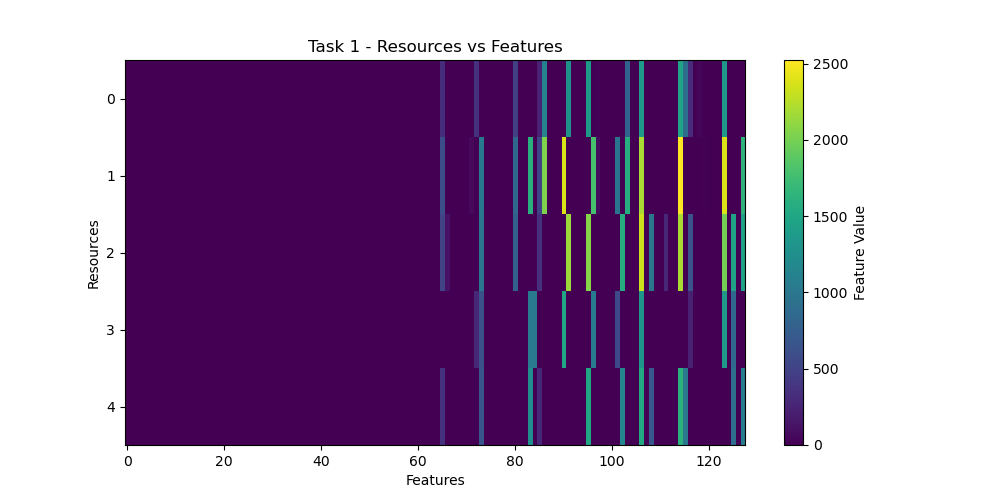 Task 1 - Resources vs Features
Resources
0
1
2
3
4
0 20 40 60 80 100 120
Features
2500
2000
1500
1000
500
0
Feature Value